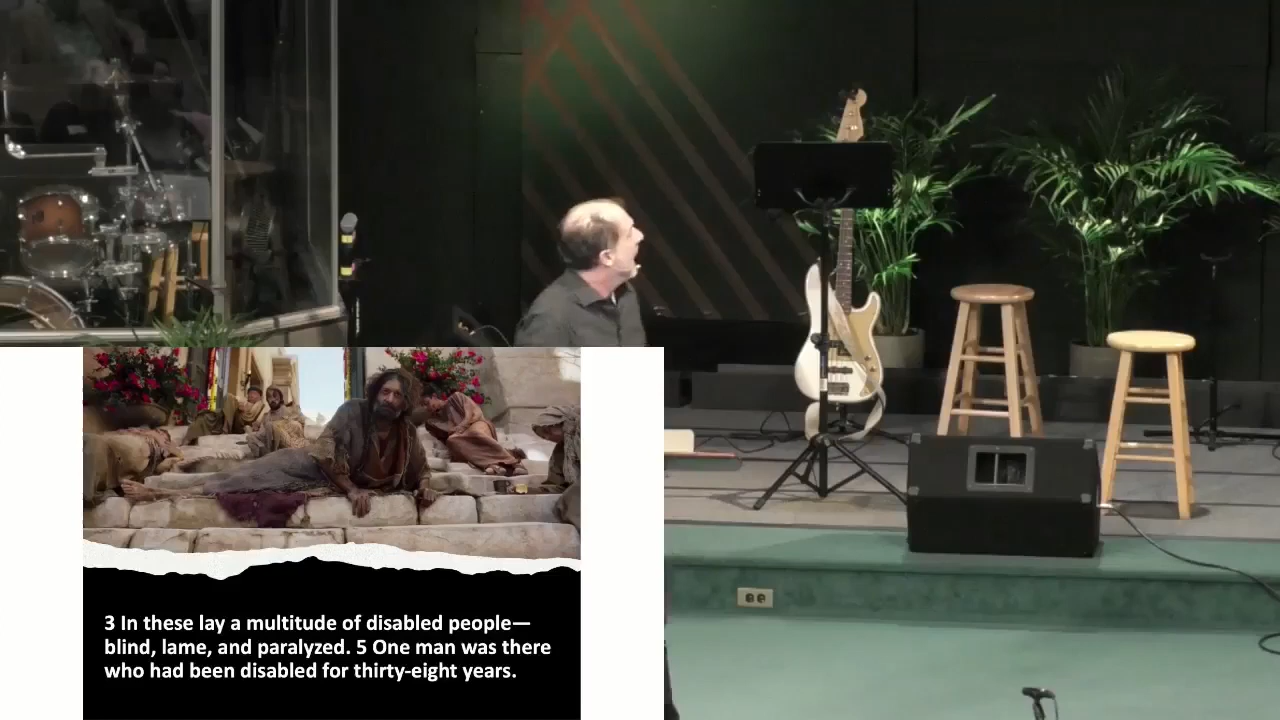 3 In these lay a multitude of disabled people—
blind, lame, and paralyzed. 5 One man was there
who had been disabled for thirty-eight years.